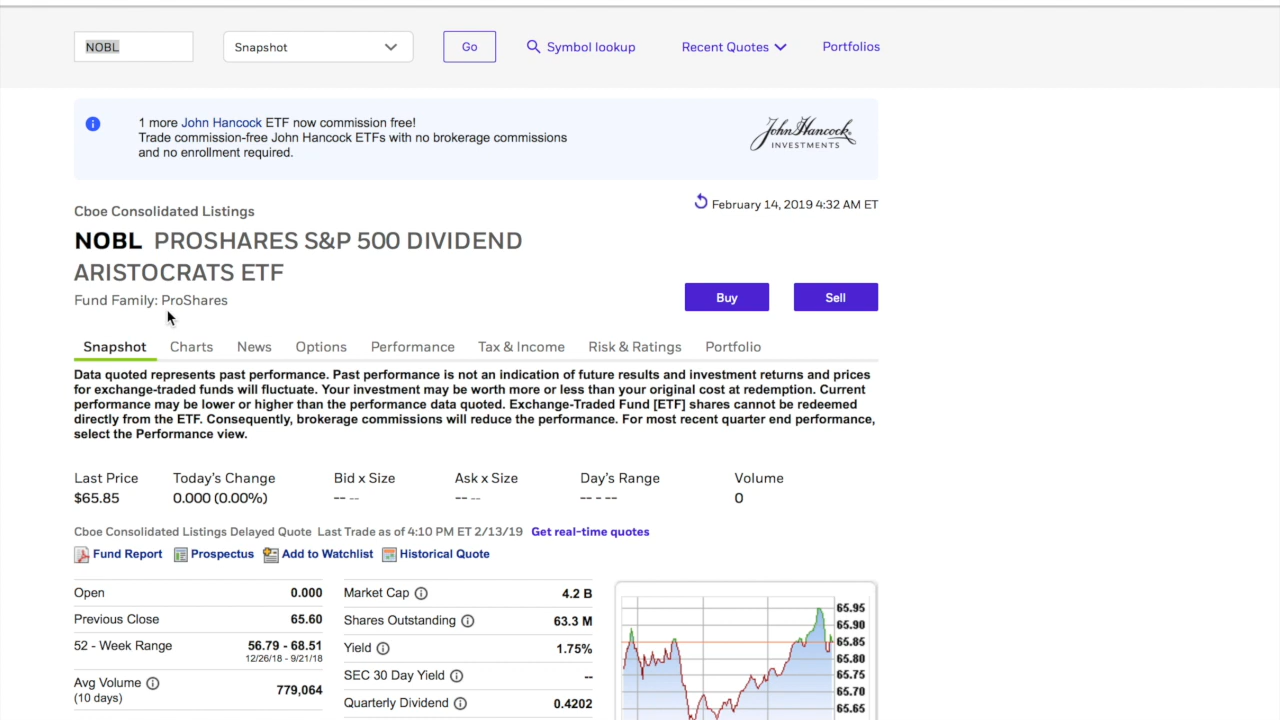 NOBL Snapshot Go Symbol lookup Recent Quotes Portfolios
1 more John Hancock ETF now commission free!
Trade commission-free John Hancock ETFs with no brokerage commissions
and no enrollment required.
John Hancock.
INVESTMENTS
February 14, 2019 4:32 AM ET
Cboe Consolidated Listings
NOBL PROSHARES S&P 500 DIVIDEND
ARISTOCRATS ETF
Fund Family: ProShares
Buy Sell
Snapshot Charts News Options Performance Tax & Income Risk & Ratings Portfolio
Data quoted represents past performance. Past performance is not an indication of future results and investment returns and prices
for exchange-traded funds will fluctuate. Your investment may be worth more or less than your original cost at redemption. Current
performance may be lower or higher than the performance data quoted. Exchange-Traded Fund [ETF] shares cannot be redeemed
directly from the ETF. Consequently, brokerage commissions will reduce the performance. For most recent quarter end performance,
select the Performance view.
Last Price Today's Change Bid x Size Ask x Size Day's Range Volume
$65.85 0.000 (0.00%) -- -- -- -- -- - -- 0
Cboe Consolidated Listings Delayed Quote Last Trade as of 4:10 PM ET 2/13/19 Get real-time quotes
Fund Report Prospectus Add to Watchlist Historical Quote
Open 0.000
Previous Close 65.60
52 - Week Range 56.79 - 68.51
12/26/18 - 9/21/18
Avg Volume 779,064
(10 days)
Market Cap 4.2 B
Shares Outstanding 63.3 M
Yield 1.75%
SEC 30 Day Yield --
Quarterly Dividend 0.4202
65.95
65.90
65.85
65.80
65.75
65.70
65.65